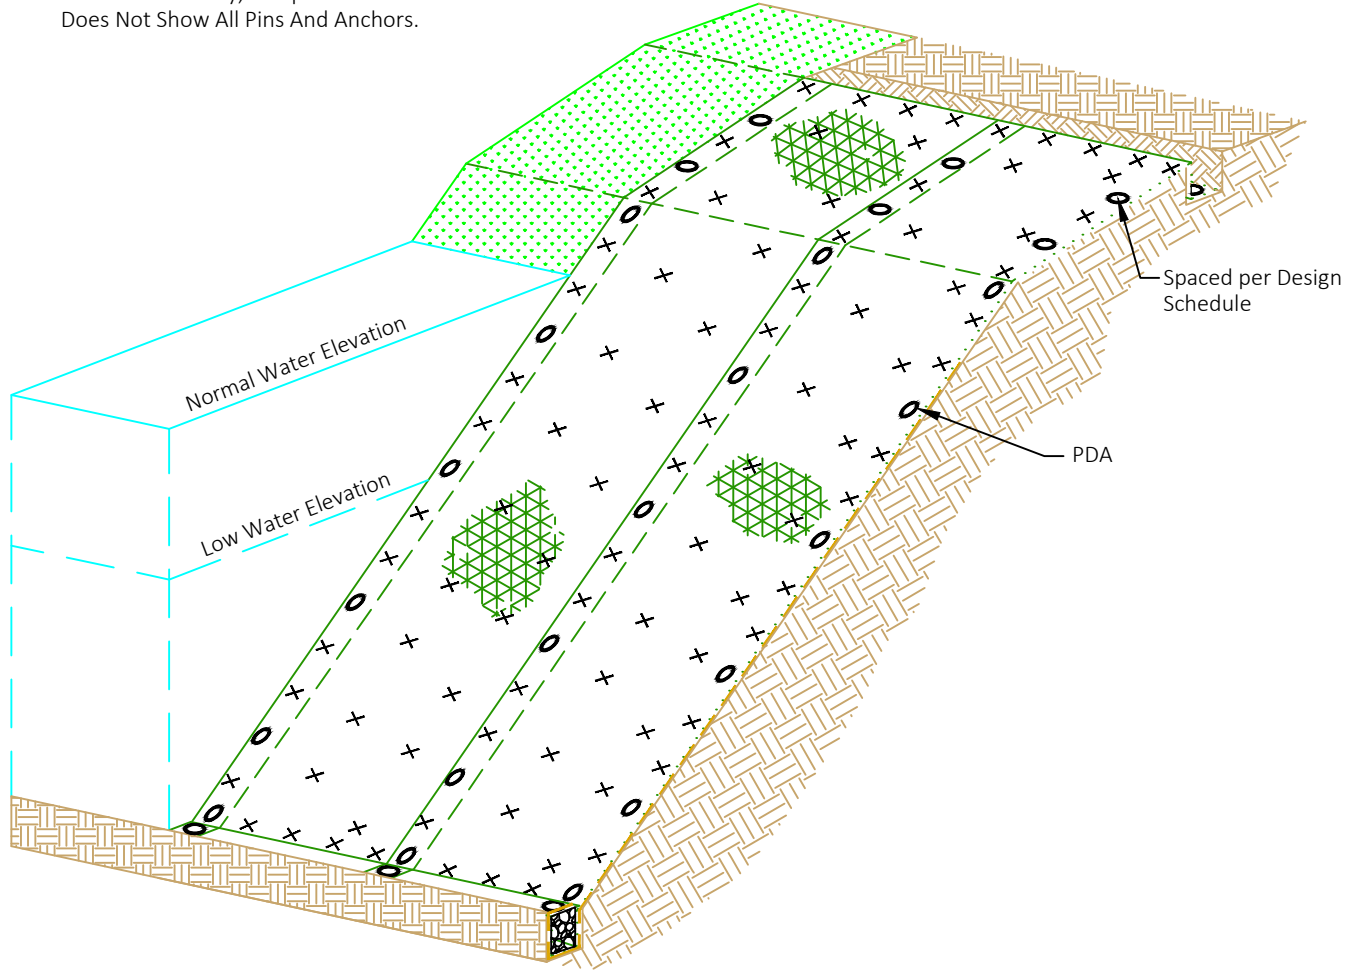 Does Not Show All Pins And Anchors.
Spaced per Design
Schedule
Normal Water Elevation
PDA
Low Water Elevation